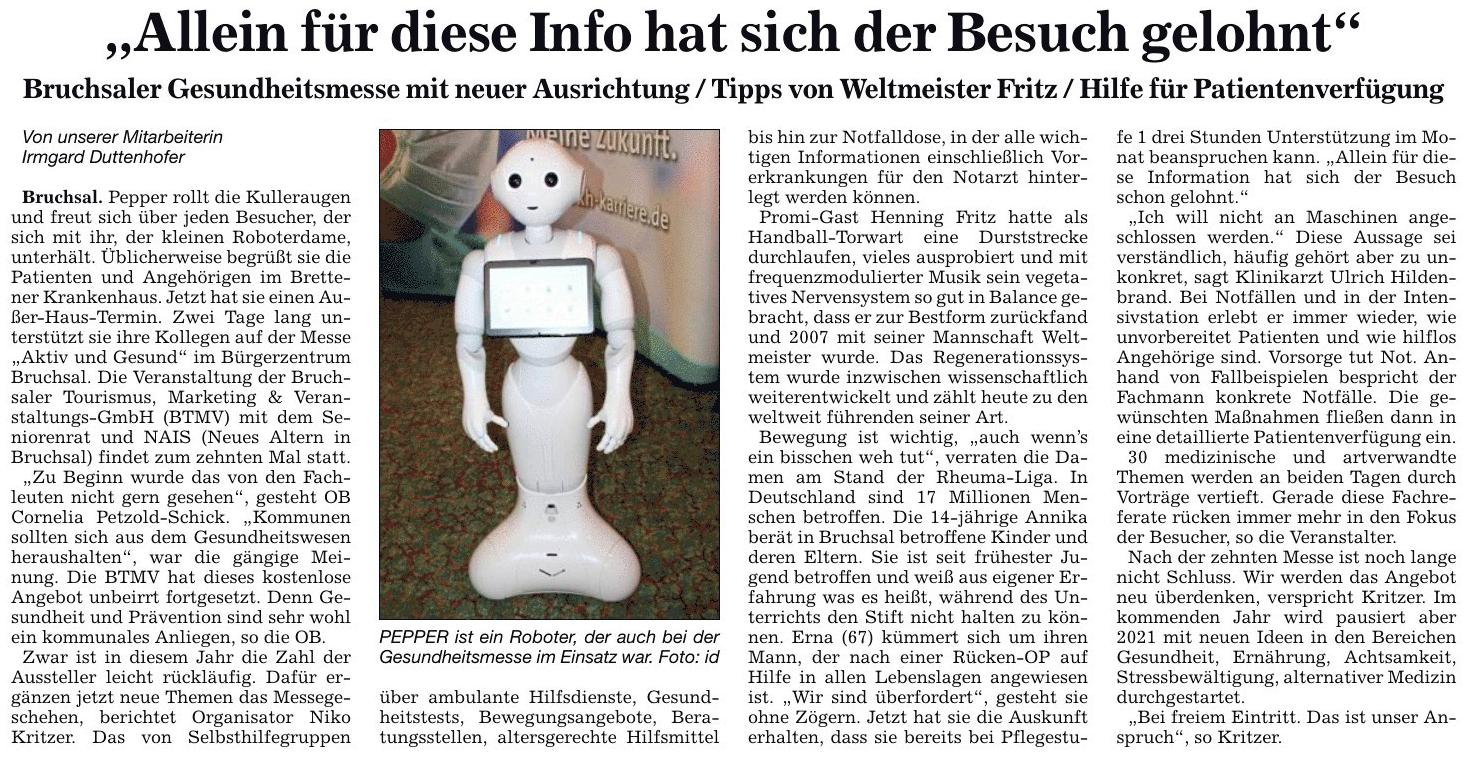 „Allein für diese Info hat sich der Besuch gelohnt“
Bruchsaler Gesundheitsmesse mit neuer Ausrichtung / Tipps von Weltmeister Fritz / Hilfe für Patientenverfügung
Von unserer Mitarbeiterin
Irmgard Duttenhofer
Bruchsal. Pepper rollt die Kulleraugen
und freut sich über jeden Besucher, der
sich mit ihr, der kleinen Roboterdame,
unterhält. Üblicherweise begrüßt sie die
Patienten und Angehörigen im Brette-
ner Krankenhaus. Jetzt hat sie einen Au-
ßer-Haus-Termin. Zwei Tage lang un-
terstützt sie ihre Kollegen auf der Messe
„Aktiv und Gesund“ im Bürgerzentrum
Bruchsal. Die Veranstaltung der Bruch-
saler Tourismus, Marketing & Veran-
staltungs-GmbH (BTMV) mit dem Se-
niorenrat und NAIS (Neues Altern in
Bruchsal) findet zum zehnten Mal statt.
„Zu Beginn wurde das von den Fach-
leuten nicht gern gesehen“, gesteht OB
Cornelia Petzold-Schick. „Kommunen
sollten sich aus dem Gesundheitswesen
heraushalten“, war die gängige Mei-
nung. Die BTMV hat dieses kostenlose
Angebot unbeirrt fortgesetzt. Denn Ge-
sundheit und Prävention sind sehr wohl
ein kommunales Anliegen, so die OB.
Zwar ist in diesem Jahr die Zahl der
Aussteller leicht rückläufig. Dafür er-
gänzen jetzt neue Themen das Messege-
schehen, berichtet Organisator Niko
Kritzer. Das von Selbsthilfegruppen
Meine Zukunft.
kh-karriere.de
PEPPER ist ein Roboter, der auch bei der
Gesundheitsmesse im Einsatz war. Foto: id
über ambulante Hilfsdienste, Gesund-
heitstests, Bewegungsangebote, Bera-
tungsstellen, altersgerechte Hilfsmittel
bis hin zur Notfalldose, in der alle wich-
tigen Informationen einschließlich Vor-
erkrankungen für den Notarzt hinter-
legt werden können.
Promi-Gast Henning Fritz hatte als
Handball-Torwart eine Durststrecke
durchlaufen, vieles ausprobiert und mit
frequenzmodulierter Musik sein vegeta-
tives Nervensystem so gut in Balance ge-
bracht, dass er zur Bestform zurückfand
und 2007 mit seiner Mannschaft Welt-
meister wurde. Das Regenerationssys-
tem wurde inzwischen wissenschaftlich
weiterentwickelt und zählt heute zu den
weltweit führenden seiner Art.
Bewegung ist wichtig, „auch wenn’s
ein bisschen weh tut“, verraten die Da-
men am Stand der Rheuma-Liga. In
Deutschland sind 17 Millionen Men-
schen betroffen. Die 14-jährige Annika
berät in Bruchsal betroffene Kinder und
deren Eltern. Sie ist seit frühester Ju-
gend betroffen und weiß aus eigener Er-
fahrung was es heißt, während des Un-
terrichts den Stift nicht halten zu kön-
nen. Erna (67) kümmert sich um ihren
Mann, der nach einer Rücken-OP auf
Hilfe in allen Lebenslagen angewiesen
ist. „Wir sind überfordert“, gesteht sie
ohne Zögern. Jetzt hat sie die Auskunft
erhalten, dass sie bereits bei Pflegestu-
fe 1 drei Stunden Unterstützung im Mo-
nat beanspruchen kann. „Allein für die-
se Information hat sich der Besuch
schon gelohnt.“
„Ich will nicht an Maschinen ange-
schlossen werden.“ Diese Aussage sei
verständlich, häufig gehört aber zu un-
konkret, sagt Klinikarzt Ulrich Hilden-
brand. Bei Notfällen und in der Inten-
sivstation erlebt er immer wieder, wie
unvorbereitet Patienten und wie hilflos
Angehörige sind. Vorsorge tut Not. An-
hand von Fallbeispielen bespricht der
Fachmann konkrete Notfälle. Die ge-
wünschten Maßnahmen fließen dann in
eine detaillierte Patientenverfügung ein.
30 medizinische und artverwandte
Themen werden an beiden Tagen durch
Vorträge vertieft. Gerade diese Fachre-
ferate rücken immer mehr in den Fokus
der Besucher, so die Veranstalter.
Nach der zehnten Messe ist noch lange
nicht Schluss. Wir werden das Angebot
neu überdenken, verspricht Kritzer. Im
kommenden Jahr wird pausiert aber
2021 mit neuen Ideen in den Bereichen
Gesundheit, Ernährung, Achtsamkeit,
Stressbewältigung, alternativer Medizin
durchgestartet.
„Bei freiem Eintritt. Das ist unser An-
spruch“, so Kritzer.